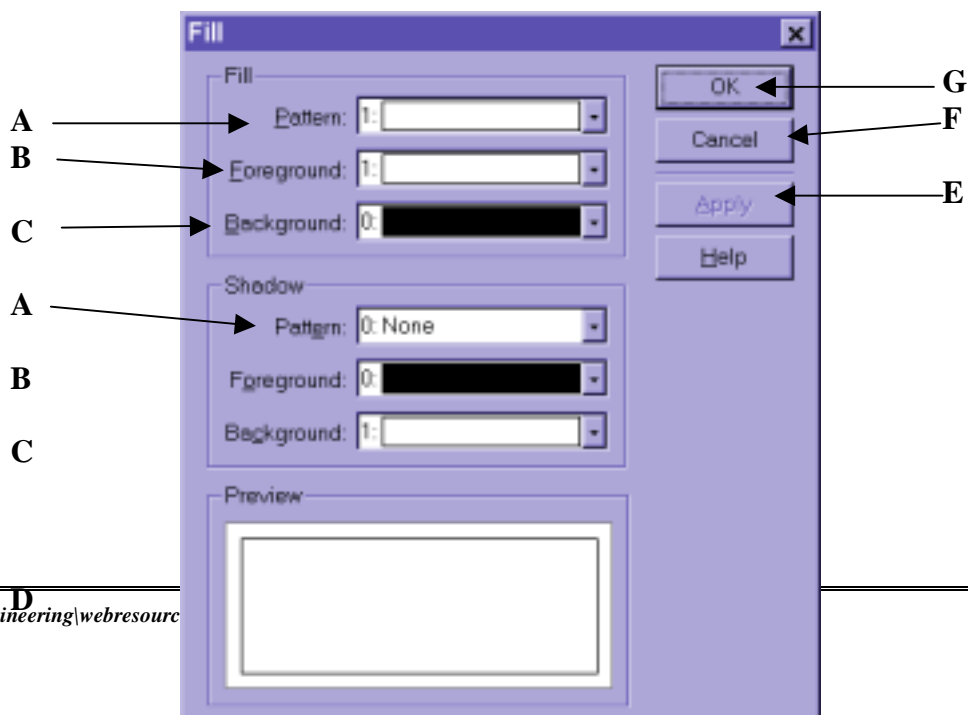 Fill
Fill
A Pattern: 1:
B Foreground: 1:
C Background: 0:
Shadow
A Pattern: 0: None
B Foreground: 0:
C Background: 1:
Preview
D
OK G
Cancel F
Apply E
Help
ineering\webresourc